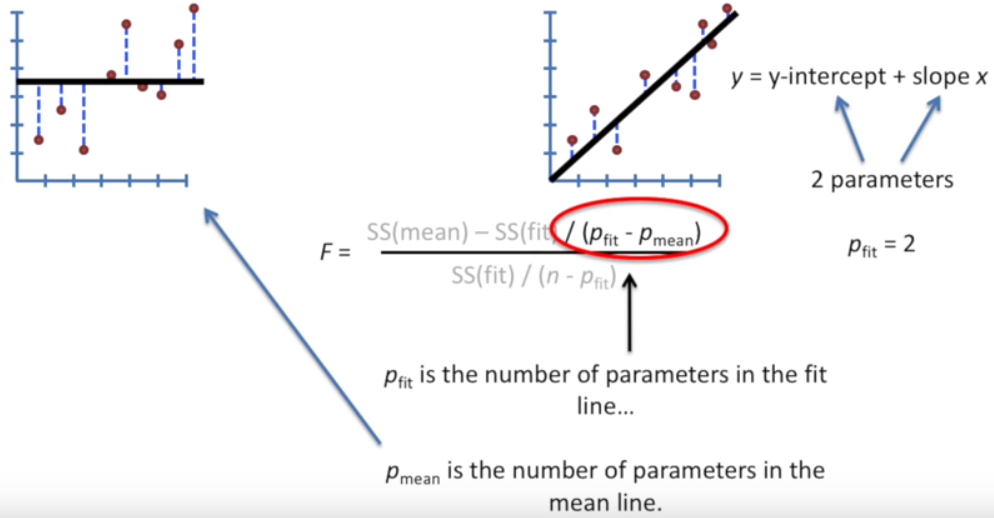 y = y-intercept + slope x
2 parameters
F = SS(mean) – SS(fit) / (pfit - pmean)
SS(fit) / (n - pfit)
pfit = 2
pfit is the number of parameters in the fit
line...
pmean is the number of parameters in the
mean line.